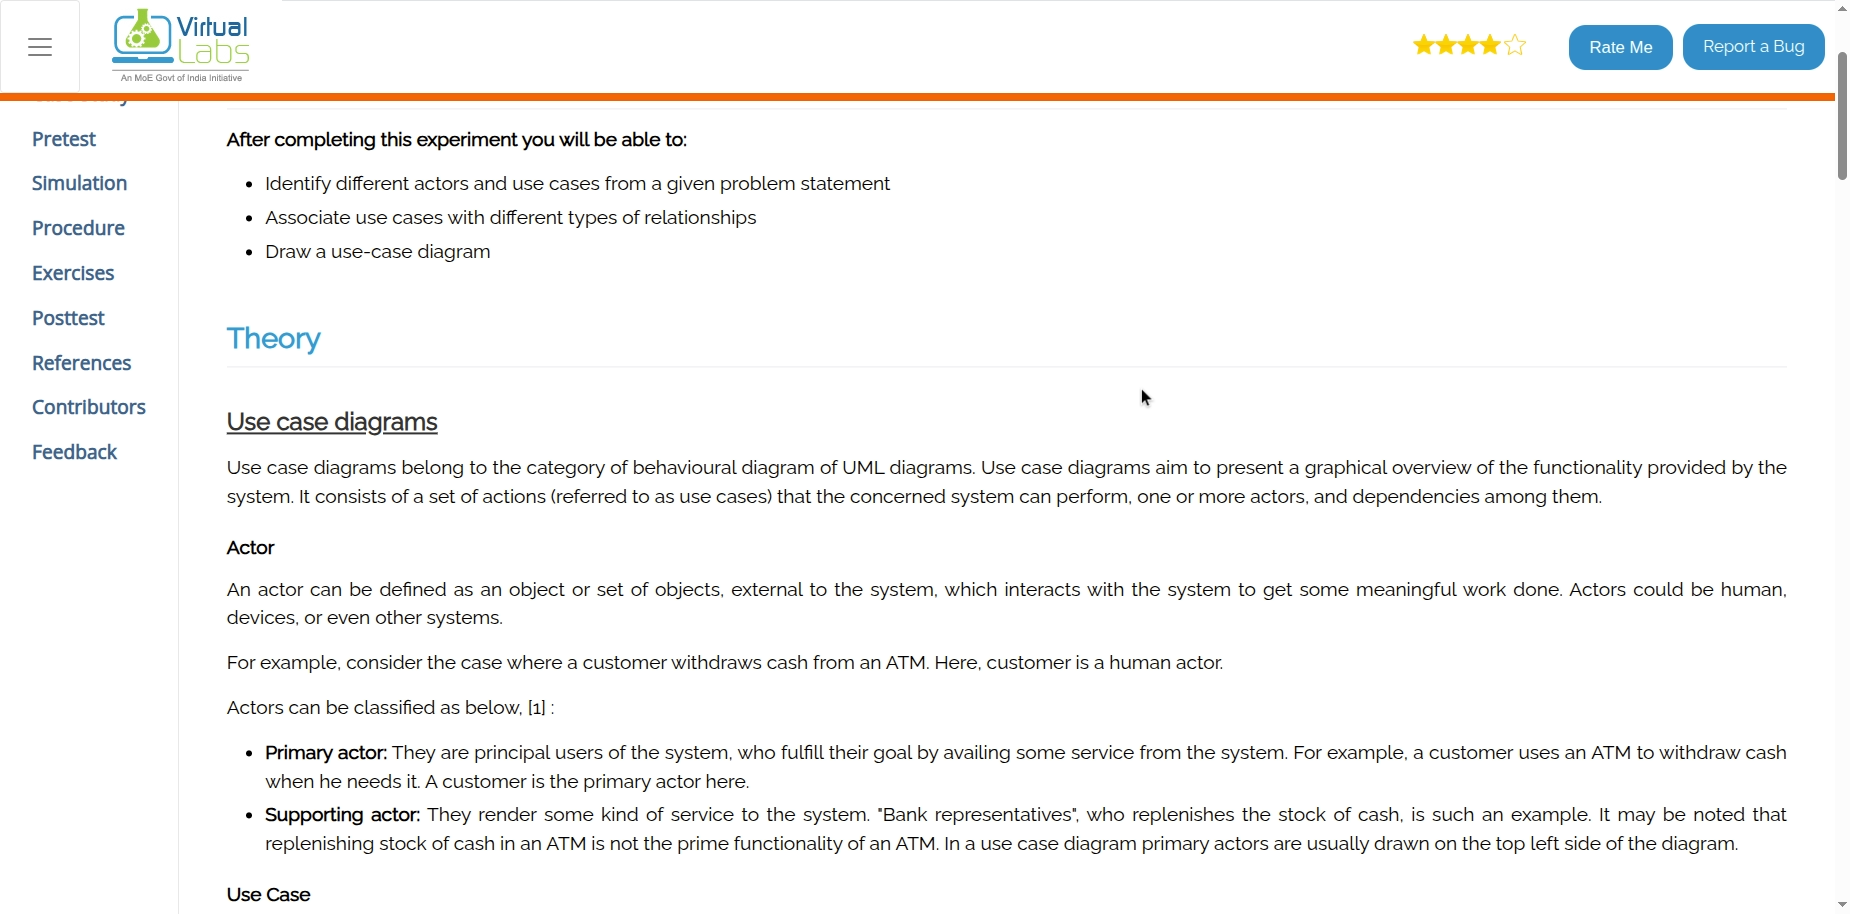 Virtual
Labs
An MoE Govt of India Initiative
Rate Me
Report a Bug
Pretest
Simulation
Procedure
Exercises
Posttest
References
Contributors
Feedback
After completing this experiment you will be able to:
• Identify different actors and use cases from a given problem statement
• Associate use cases with different types of relationships
• Draw a use-case diagram
Theory
Use case diagrams
Use case diagrams belong to the category of behavioural diagram of UML diagrams. Use case diagrams aim to present a graphical overview of the functionality provided by the
system. It consists of a set of actions (referred to as use cases) that the concerned system can perform, one or more actors, and dependencies among them.
Actor
An actor can be defined as an object or set of objects, external to the system, which interacts with the system to get some meaningful work done. Actors could be human,
devices, or even other systems.
For example, consider the case where a customer withdraws cash from an ATM. Here, customer is a human actor.
Actors can be classified as below, [1] :
• Primary actor: They are principal users of the system, who fulfill their goal by availing some service from the system. For example, a customer uses an ATM to withdraw cash
when he needs it. A customer is the primary actor here.
• Supporting actor: They render some kind of service to the system. "Bank representatives", who replenishes the stock of cash, is such an example. It may be noted that
replenishing stock of cash in an ATM is not the prime functionality of an ATM. In a use case diagram primary actors are usually drawn on the top left side of the diagram.
Use Case